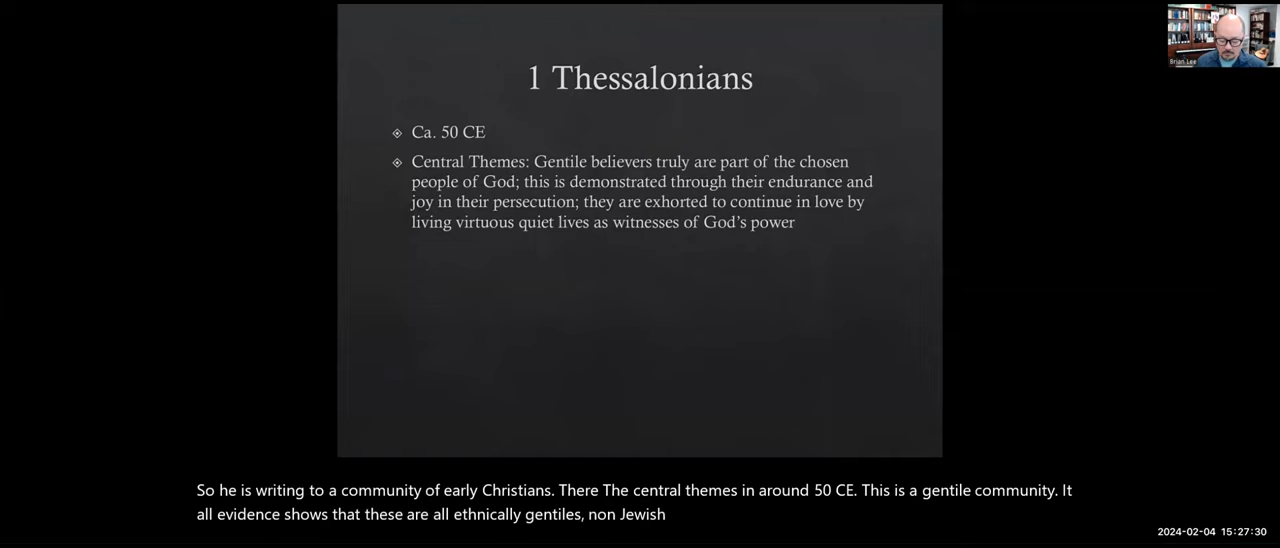 1 Thessalonians
Ca. 50 CE
Central Themes: Gentile believers truly are part of the chosen
people of God; this is demonstrated through their endurance and
joy in their persecution; they are exhorted to continue in love by
living virtuous quiet lives as witnesses of God's power
Brian Lee
So he is writing to a community of early Christians. There The central themes in around 50 CE. This is a gentile community. It
all evidence shows that these are all ethnically gentiles, non Jewish
2024-02-04 15:27:30